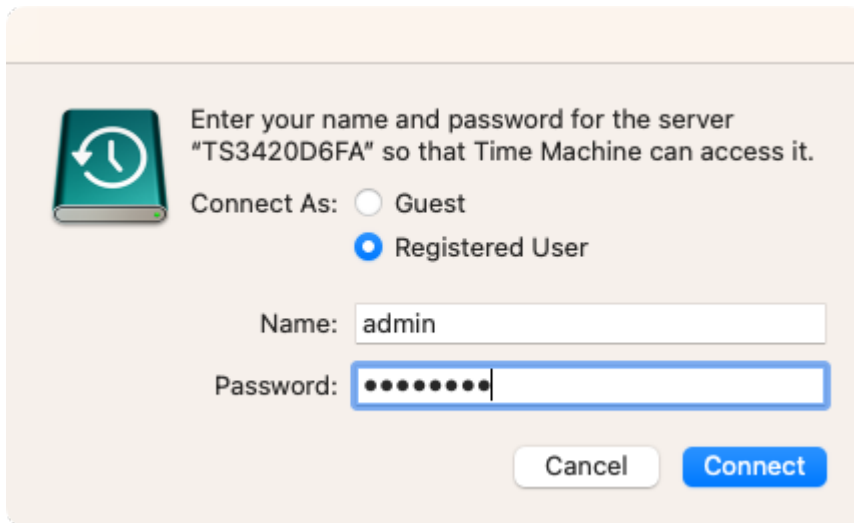 Enter your name and password for the server
“TS3420D6FA” so that Time Machine can access it.
Connect As: Guest
Registered User
Name: admin
Password: ••••••••
Cancel Connect